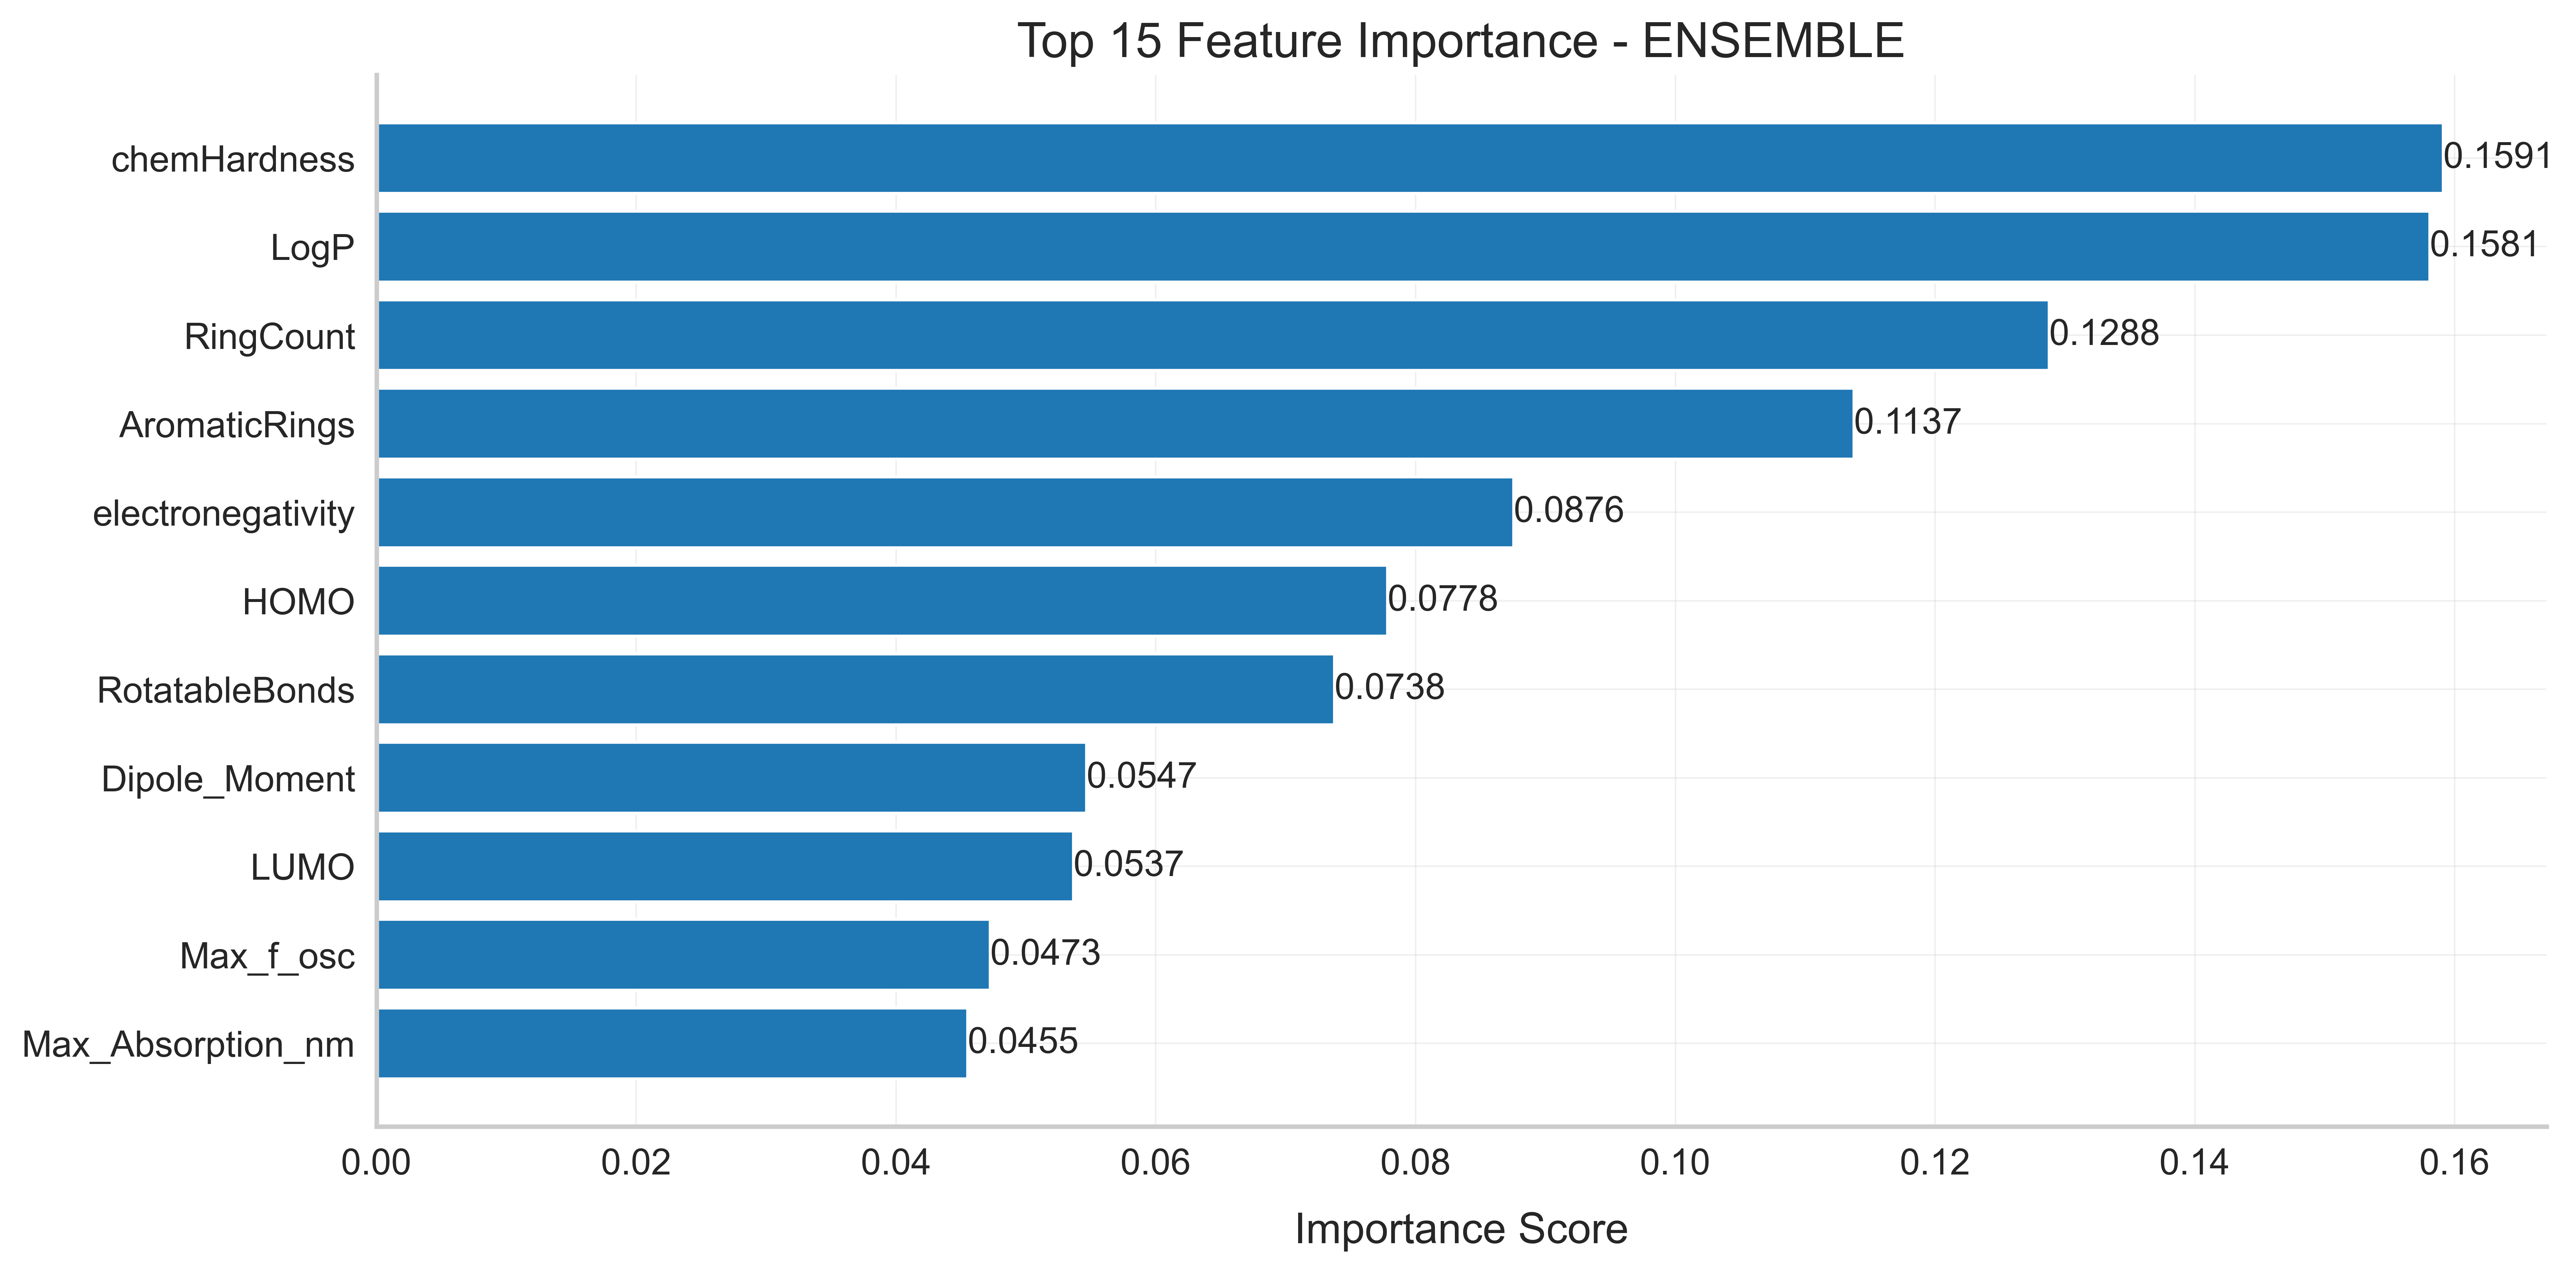 Top 15 Feature Importance - ENSEMBLE
chemHardness 0.1591
LogP 0.1581
RingCount 0.1288
AromaticRings 0.1137
electronegativity 0.0876
HOMO 0.0778
RotatableBonds 0.0738
Dipole_Moment 0.0547
LUMO 0.0537
Max_f_osc 0.0473
Max_Absorption_nm 0.0455
0.00 0.02 0.04 0.06 0.08 0.10 0.12 0.14 0.16
Importance Score